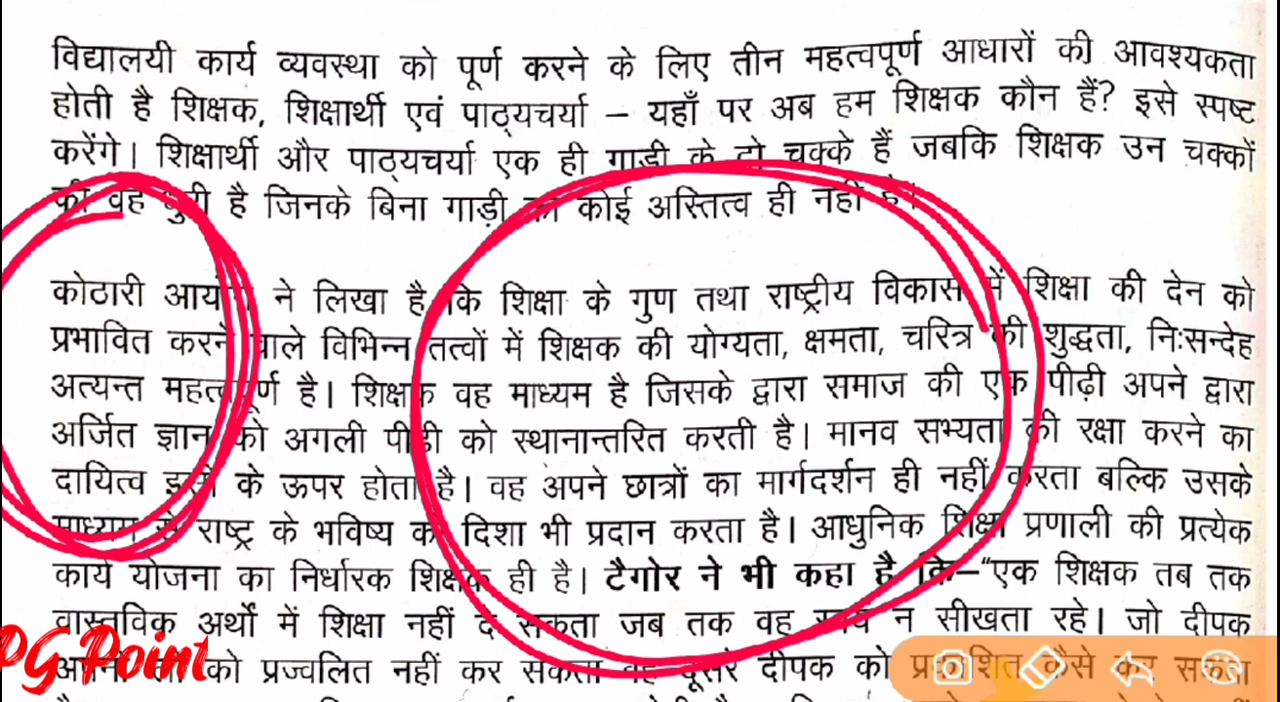 विद्यालयी कार्य व्यवस्था को पूर्ण करने के लिए तीन महत्वपूर्ण आधारों की आवश्यकता
होती है शिक्षक, शिक्षार्थी एवं पाठ्यचर्या – यहाँ पर अब हम शिक्षक कौन हैं? इसे स्पष्ट
करेंगे। शिक्षार्थी और पाठ्यचर्या एक ही गाड़ी के दो चक्के हैं जबकि शिक्षक उन चक्कों
की वह धुरी है जिनके बिना गाड़ी का कोई अस्तित्व ही नहीं है।
कोठारी आयोग ने लिखा है कि शिक्षा के गुण तथा राष्ट्रीय विकास में शिक्षा की देन को
प्रभावित करने वाले विभिन्न तत्वों में शिक्षक की योग्यता, क्षमता, चरित्र की शुद्धता, निःसन्देह
अत्यन्त महत्वपूर्ण है। शिक्षक वह माध्यम है जिसके द्वारा समाज की एक पीढ़ी अपने द्वारा
अर्जित ज्ञान को अगली पीढी को स्थानान्तरित करती है। मानव सभ्यता की रक्षा करने का
दायित्व इसी के ऊपर होता है। वह अपने छात्रों का मार्गदर्शन ही नहीं करता बल्कि उसके
माध्यम से राष्ट्र के भविष्य को दिशा भी प्रदान करता है। आधुनिक शिक्षा प्रणाली की प्रत्येक
कार्य योजना का निर्धारक शिक्षक ही है। टैगोर ने भी कहा है कि–"एक शिक्षक तब तक
वास्तविक अर्थों में शिक्षा नहीं दे सकता जब तक वह स्वयं न सीखता रहे। जो दीपक
अपनी लौ को प्रज्वलित नहीं कर सकता वह दूसरे दीपक को प्रकाशित कैसे कर सकता
PG Point